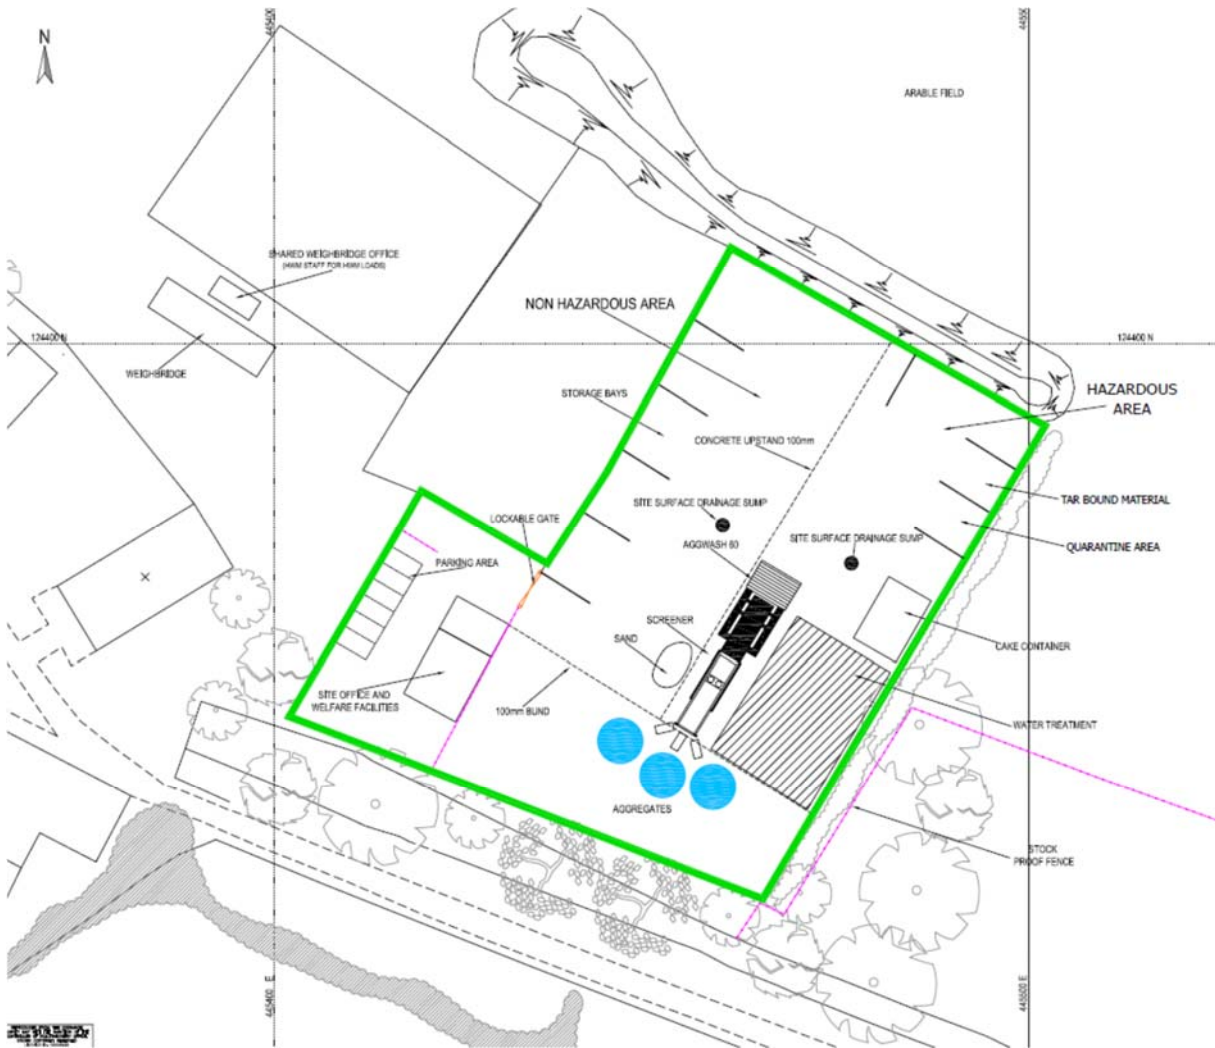 445400
44550
N
ARABLE FIELD
SHARED WEIGHBRIDGE OFFICE
(HWM STAFF FOR HWM LOADS)
NON HAZARDOUS AREA
124400 N
124400 N
WEIGHBRIDGE
HAZARDOUS
AREA
STORAGE BAYS
CONCRETE UPSTAND 100mm
TAR BOUND MATERIAL
SITE SURFACE DRAINAGE SUMP
LOCKABLE GATE
SITE SURFACE DRAINAGE SUMP
AGGWASH 60
QUARANTINE AREA
PARKING AREA
SCREENER
SAND
CAKE CONTAINER
SITE OFFICE AND
WELFARE FACILITIES
100mm BUND
WATER TREATMENT
AGGREGATES
STOCK
PROOF FENCE
445400 E
445500 E